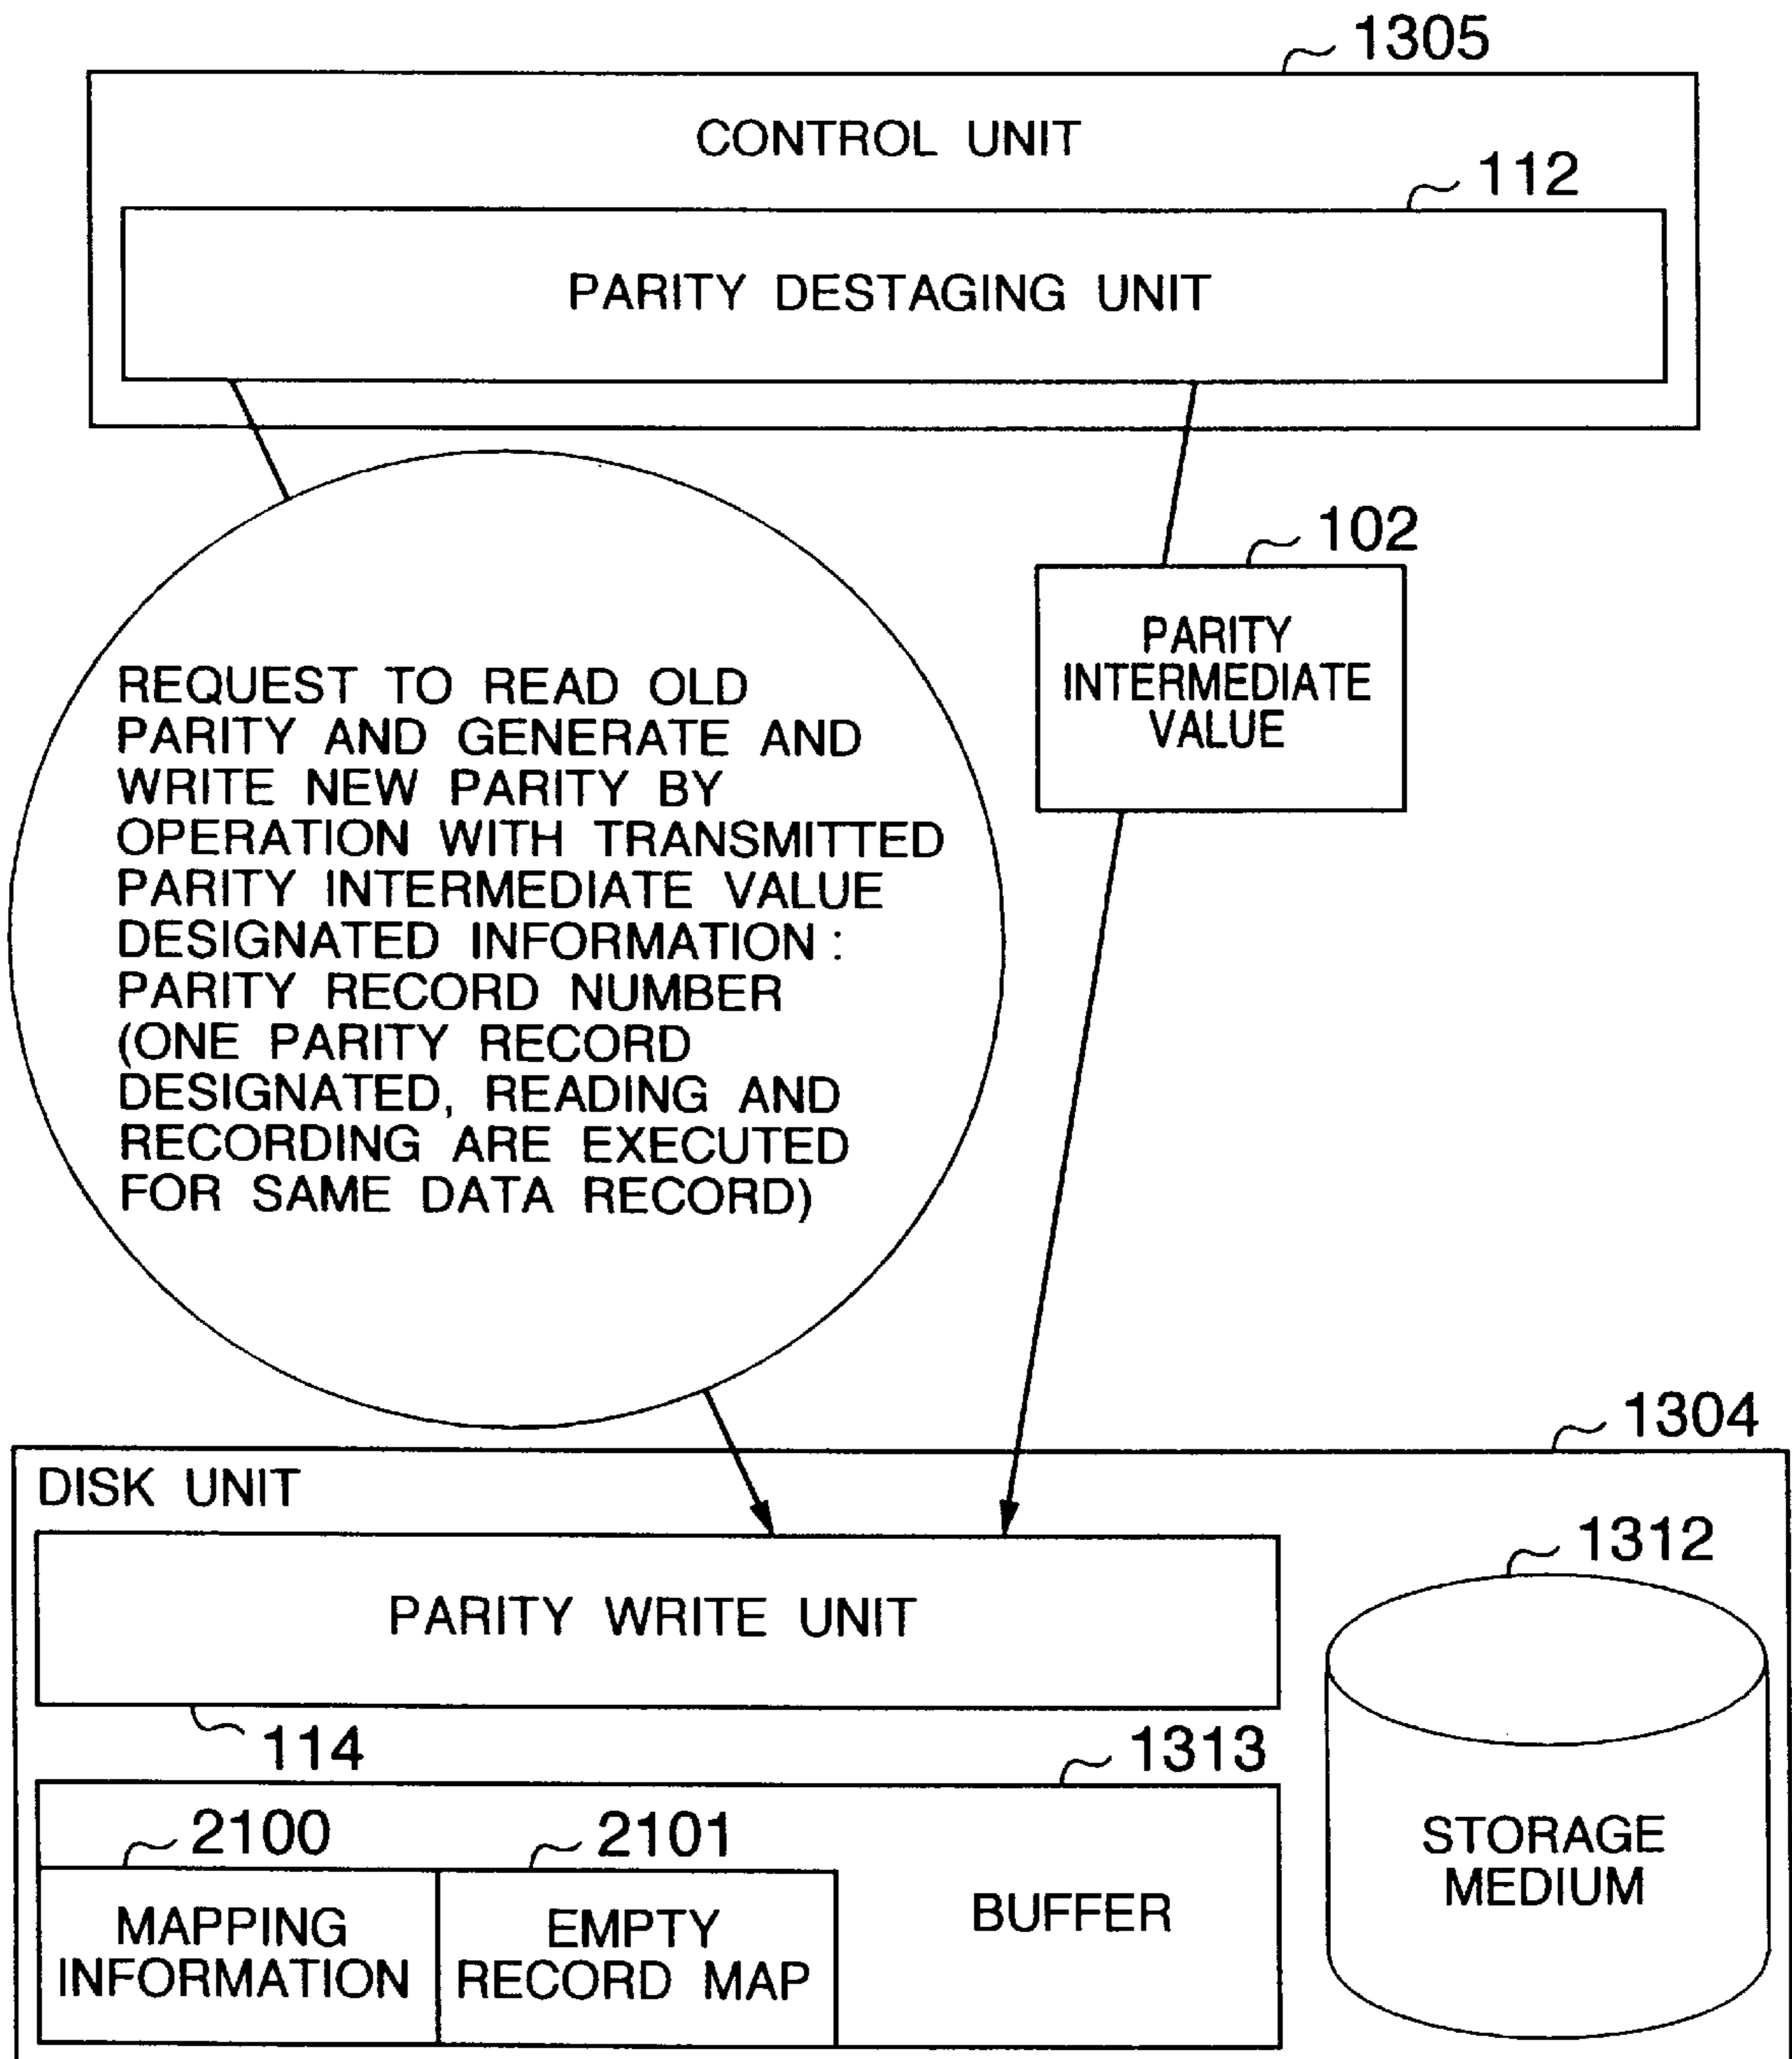 1305
CONTROL UNIT
112
PARITY DESTAGING UNIT
102
PARITY
INTERMEDIATE
VALUE
REQUEST TO READ OLD
PARITY AND GENERATE AND
WRITE NEW PARITY BY
OPERATION WITH TRANSMITTED
PARITY INTERMEDIATE VALUE
DESIGNATED INFORMATION :
PARITY RECORD NUMBER
(ONE PARITY RECORD
DESIGNATED, READING AND
RECORDING ARE EXECUTED
FOR SAME DATA RECORD)
1304
DISK UNIT
1312
PARITY WRITE UNIT
114
1313
2100
2101
MAPPING
INFORMATION
EMPTY
RECORD MAP
BUFFER
STORAGE
MEDIUM